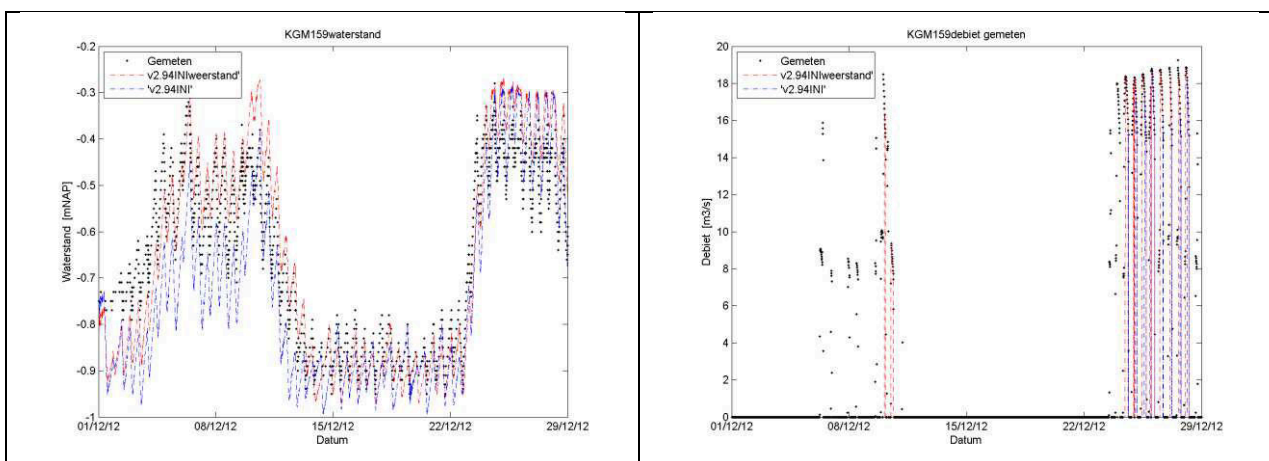 KGM159waterstand
-0.2
-0.3
-0.4
-0.5
-0.6
-0.7
-0.8
-0.9
-1
Waterstand [mNAP]
Gemeten
v2.94INIweerstand'
'v2.94INI'
01/12/12 08/12/12 15/12/12 22/12/12 29/12/12
Datum
KGM159debiet gemeten
20
18
16
14
12
10
8
6
4
2
0
Debiet [m3/s]
Gemeten
v2.94INIweerstand'
'v2.94INI'
01/12/12 08/12/12 15/12/12 22/12/12 29/12/12
Datum